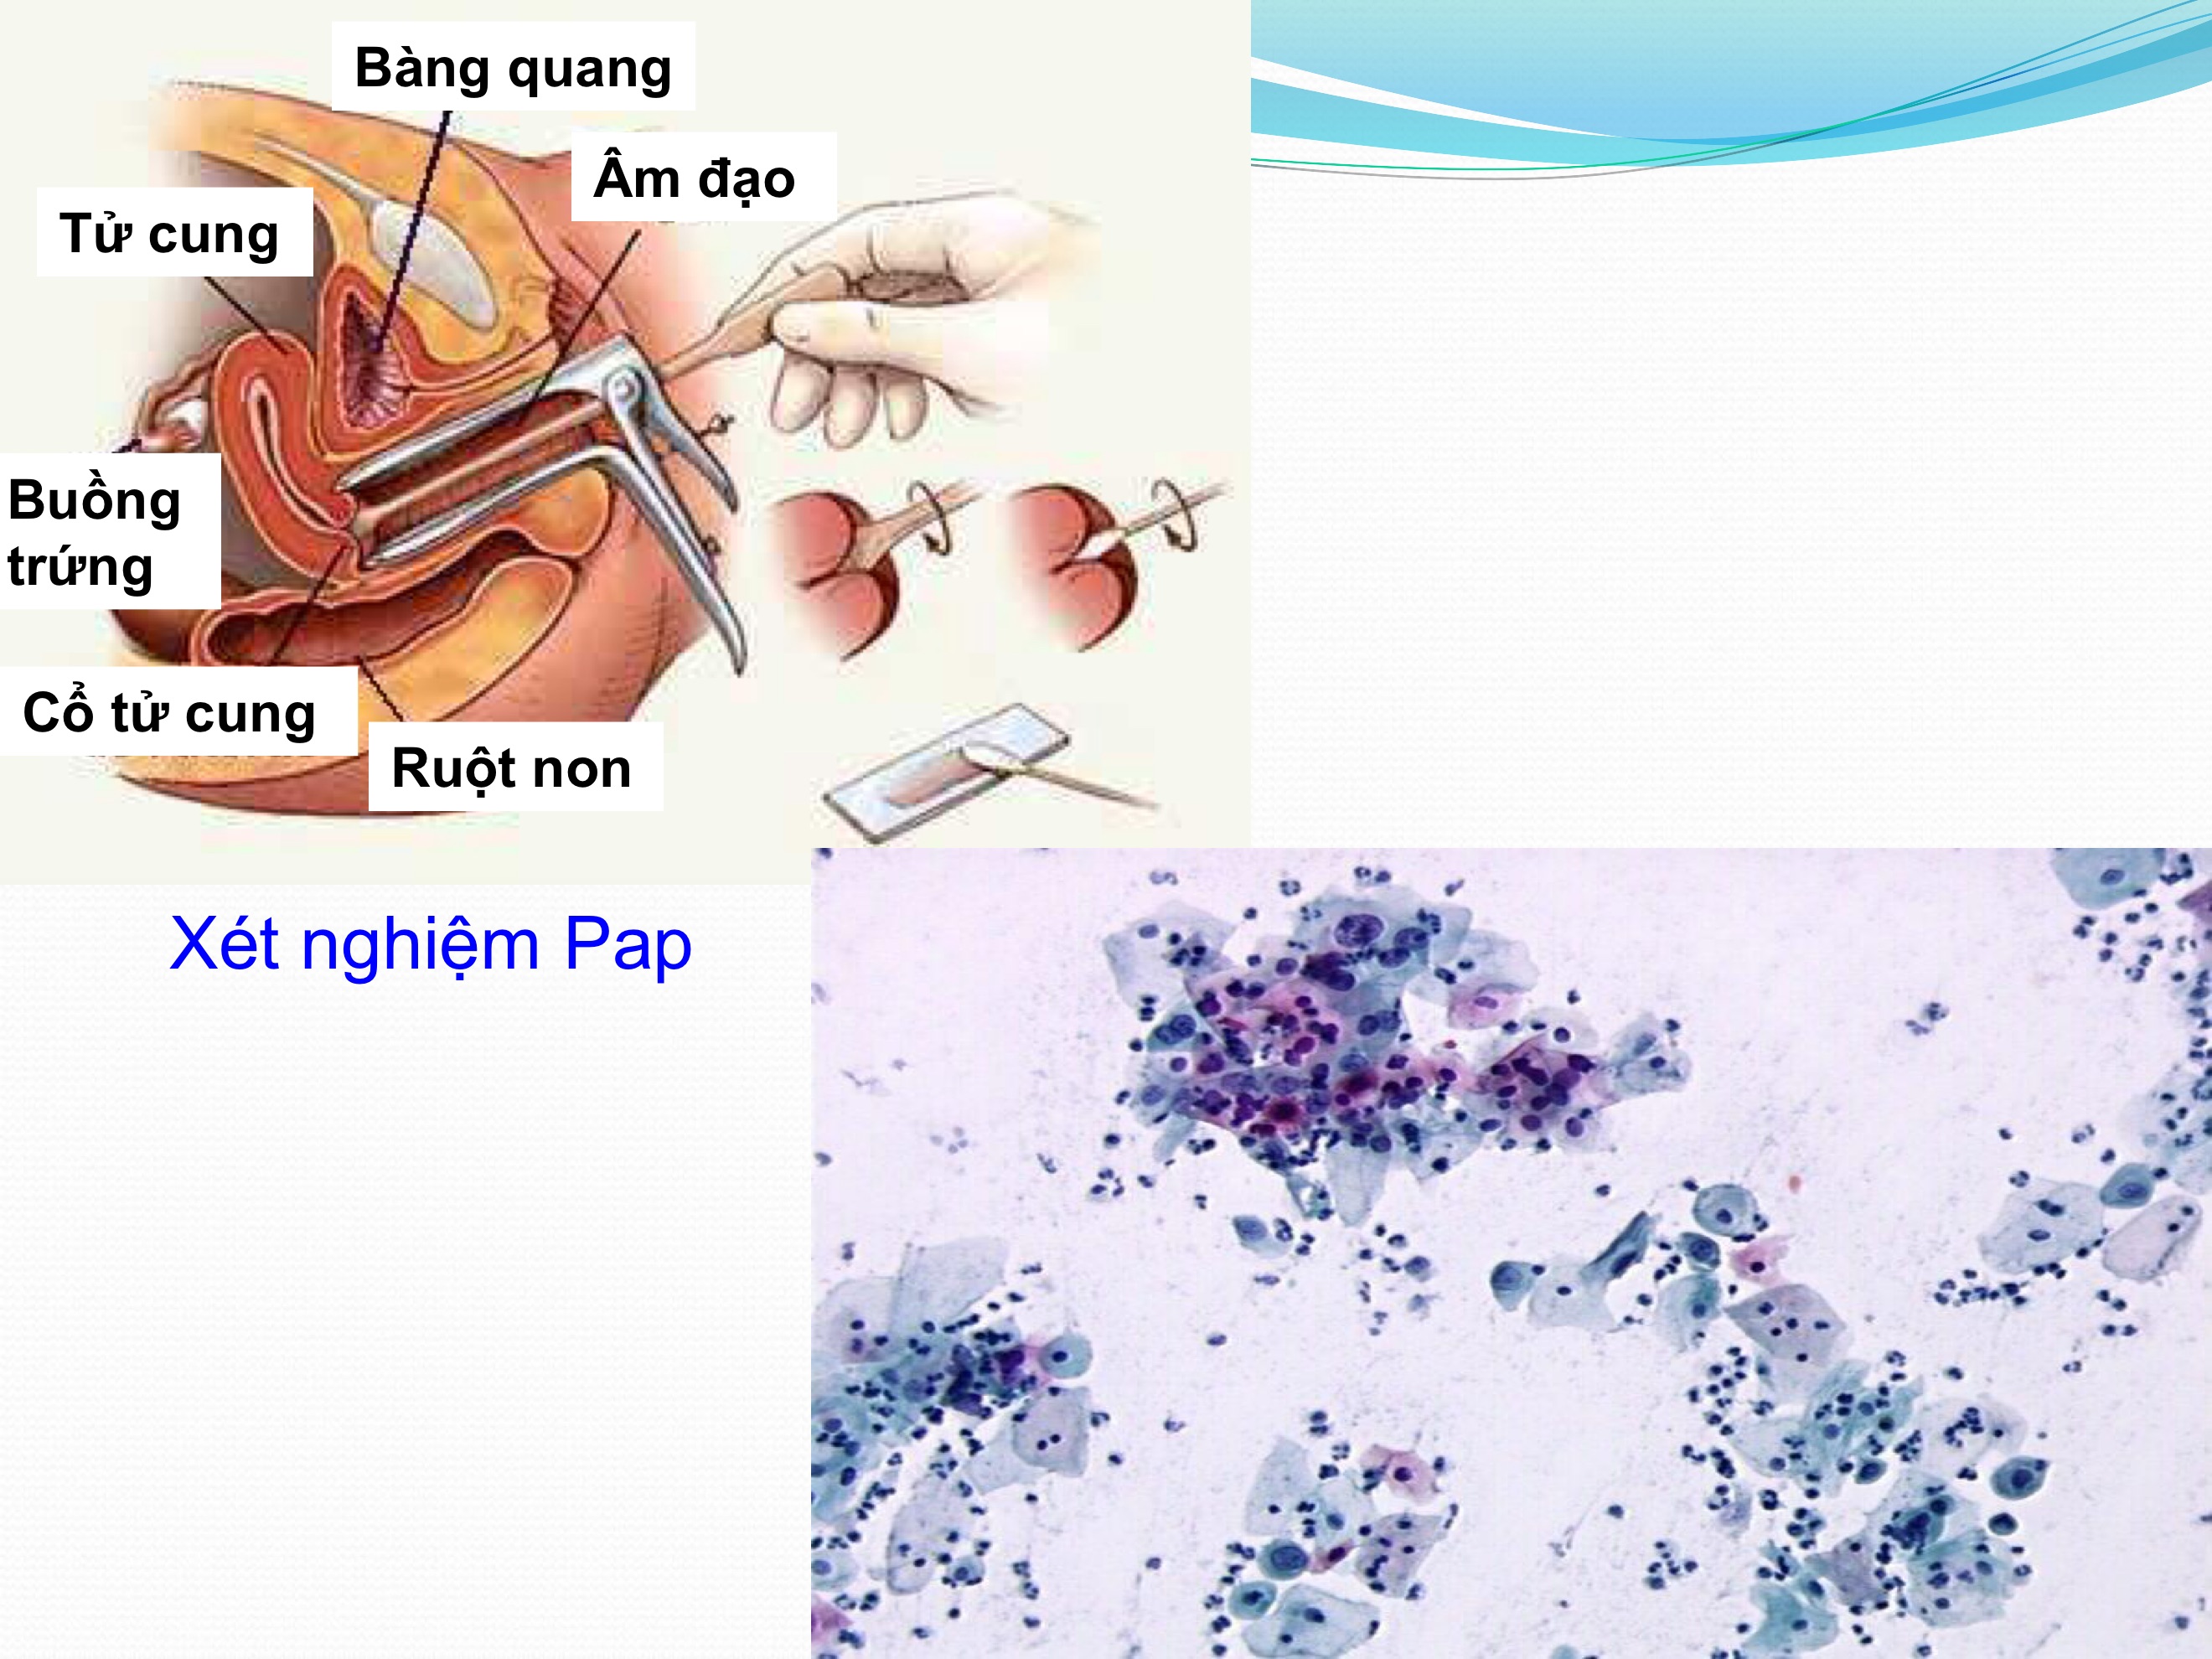 Bàng quang
Âm đạo
Tử cung
Buồng
trứng
Cổ tử cung
Ruột non
Xét nghiệm Pap